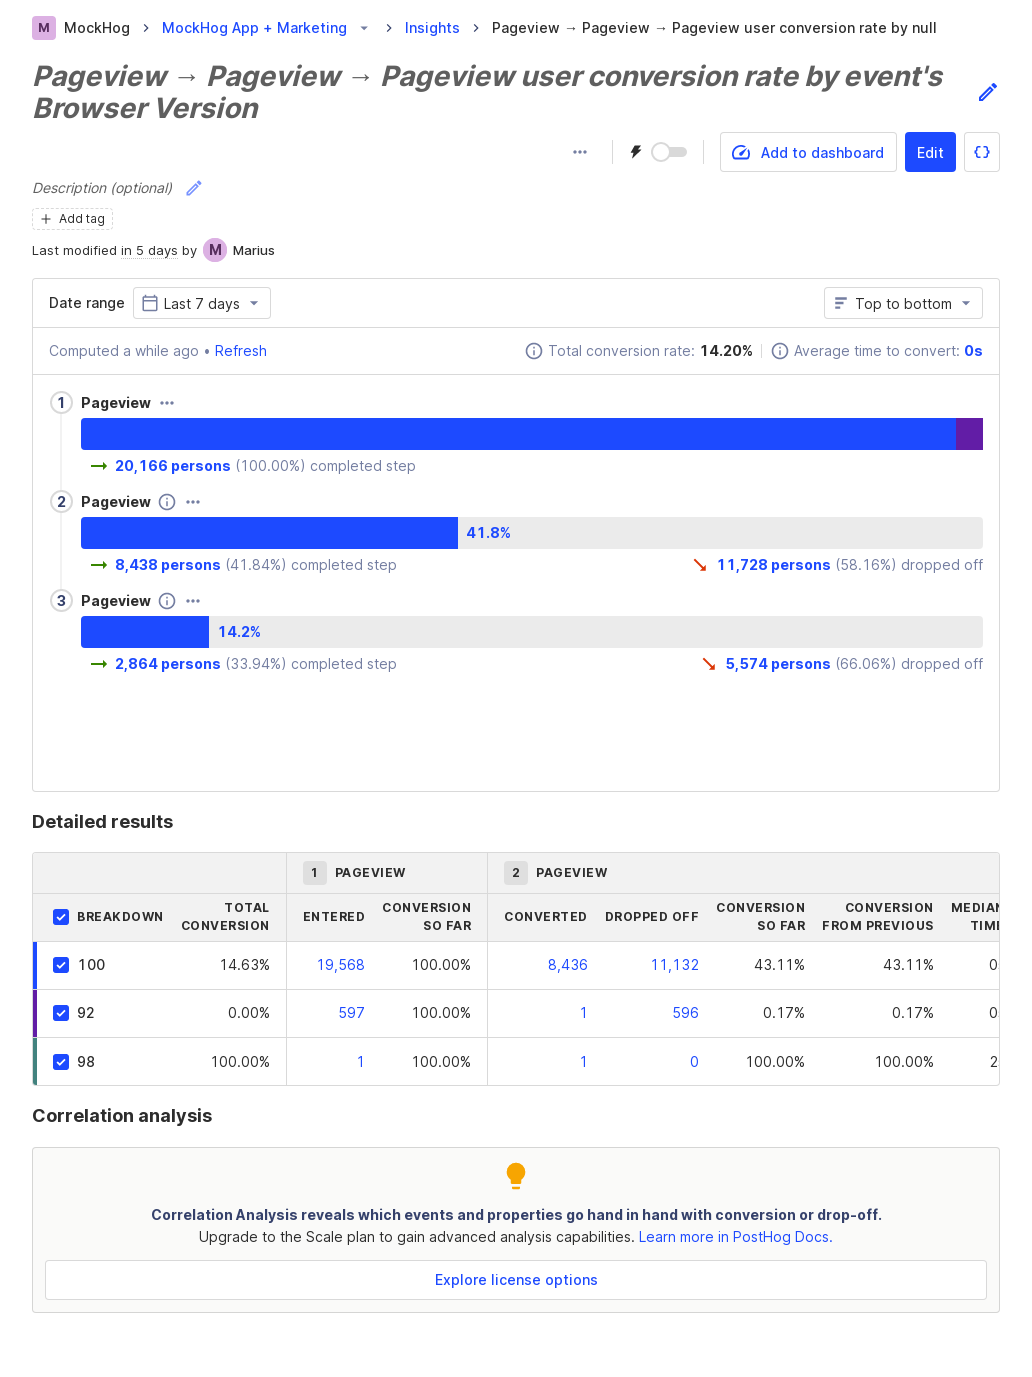 M MockHog > MockHog App + Marketing > Insights > Pageview → Pageview → Pageview user conversion rate by null
Pageview → Pageview → Pageview user conversion rate by event's
Browser Version
Add to dashboard Edit {}
Description (optional)
+ Add tag
Last modified in 5 days by M Marius
Date range Last 7 days Top to bottom
Computed a while ago • Refresh Total conversion rate: 14.20% Average time to convert: 0s
1 Pageview
20,166 persons (100.00%) completed step
2 Pageview
41.8%
8,438 persons (41.84%) completed step 11,728 persons (58.16%) dropped off
3 Pageview
14.2%
2,864 persons (33.94%) completed step 5,574 persons (66.06%) dropped off
Detailed results
1 PAGEVIEW 2 PAGEVIEW
BREAKDOWN TOTAL CONVERSION ENTERED CONVERSION SO FAR CONVERTED DROPPED OFF CONVERSION SO FAR CONVERSION FROM PREVIOUS MEDIAN
100 14.63% 19,568 100.00% 8,436 11,132 43.11% 43.11% 0
92 0.00% 597 100.00% 1 596 0.17% 0.17% 0
98 100.00% 1 100.00% 1 0 100.00% 100.00% 2
Correlation analysis
Correlation Analysis reveals which events and properties go hand in hand with conversion or drop-off.
Upgrade to the Scale plan to gain advanced analysis capabilities. Learn more in PostHog Docs.
Explore license options